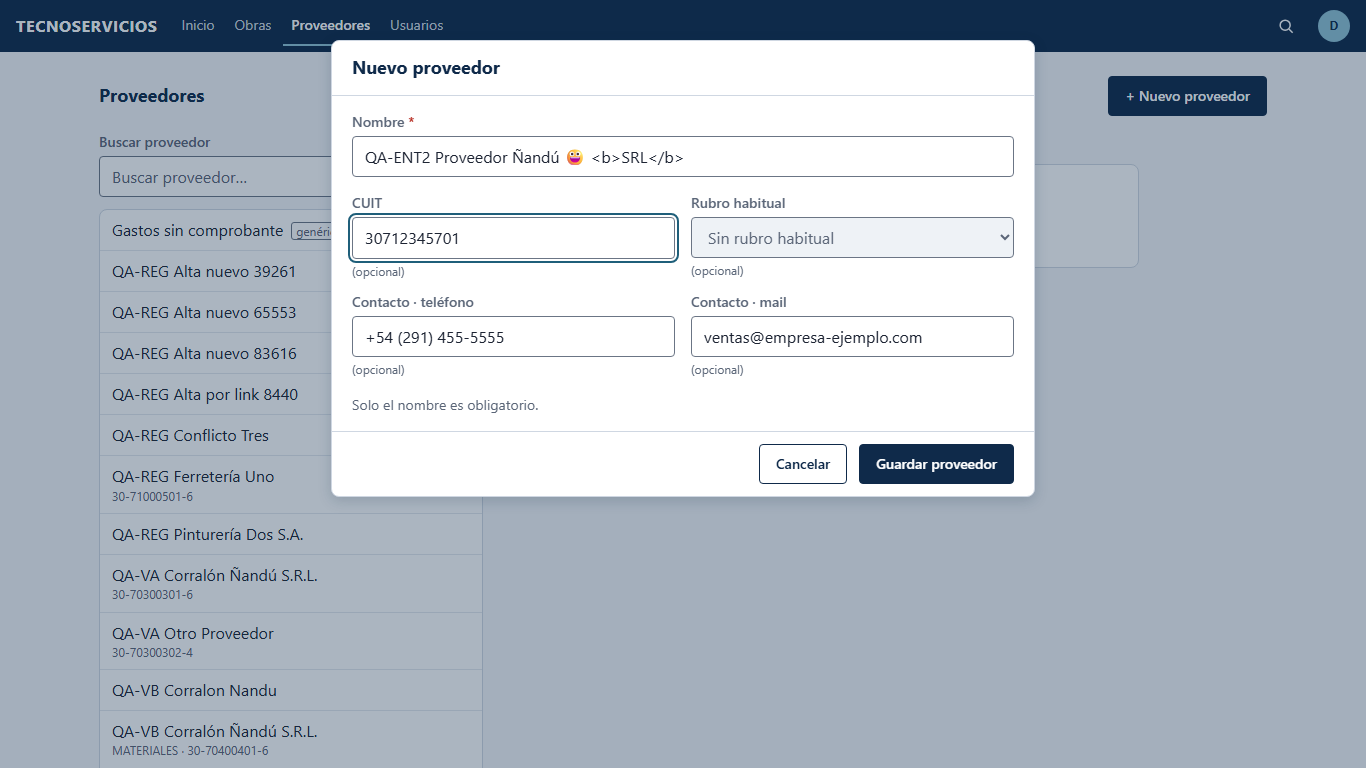 TECNOSERVICIOS Inicio Obras Proveedores Usuarios D
Proveedores
+ Nuevo proveedor
Buscar proveedor
Buscar proveedor...
Gastos sin comprobante
QA-REG Alta nuevo 39261
QA-REG Alta nuevo 65553
QA-REG Alta nuevo 83616
QA-REG Alta por link 8440
QA-REG Conflicto Tres
QA-REG Ferretería Uno
30-71000501-6
QA-REG Pinturería Dos S.A.
QA-VA Corralón Ñandú S.R.L.
30-70300301-6
QA-VA Otro Proveedor
30-70300302-4
QA-VB Corralon Nandu
QA-VB Corralón Ñandú S.R.L.
MATERIALES · 30-70400401-6
Nuevo proveedor
Nombre *
QA-ENT2 Proveedor Ñandú 😛 <b>SRL</b>
CUIT
30712345701
(opcional)
Rubro habitual
Sin rubro habitual
(opcional)
Contacto · teléfono
+54 (291) 455-5555
(opcional)
Contacto · mail
ventas@empresa-ejemplo.com
(opcional)
Solo el nombre es obligatorio.
Cancelar
Guardar proveedor